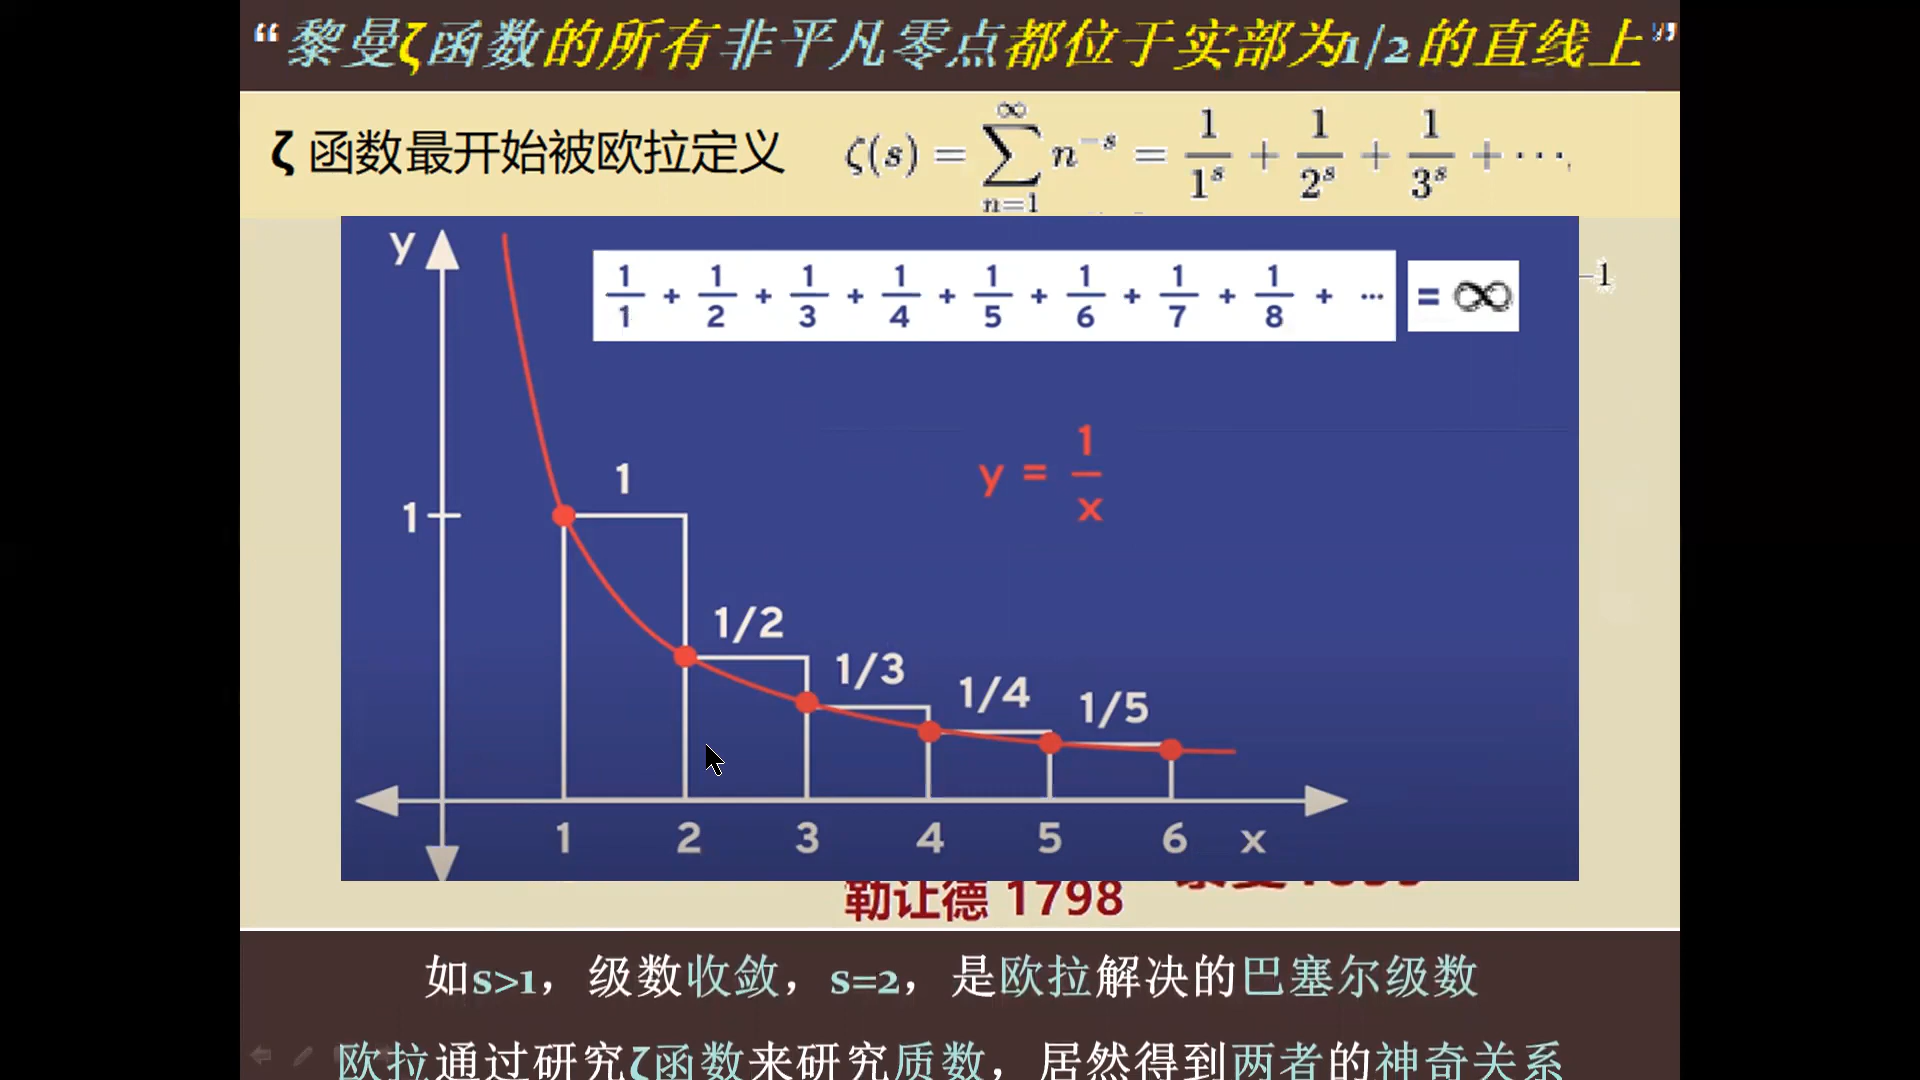 “黎曼ζ函数的所有非平凡零点都位于实部为1/2的直线上”
ζ 函数最开始被欧拉定义 ζ(s) = ∑_{n=1}^{∞} n^{-s} = 1/1^s + 1/2^s + 1/3^s + ⋯,
y
1/1 + 1/2 + 1/3 + 1/4 + 1/5 + 1/6 + 1/7 + 1/8 + ⋯ = ∞
−1
y = 1/x
1
1
1/2
1/3
1/4
1/5
1 2 3 4 5 6 x
勒让德 1798
如s>1，级数收敛，s=2，是欧拉解决的巴塞尔级数
欧拉通过研究ζ函数来研究质数，居然得到两者的神奇关系